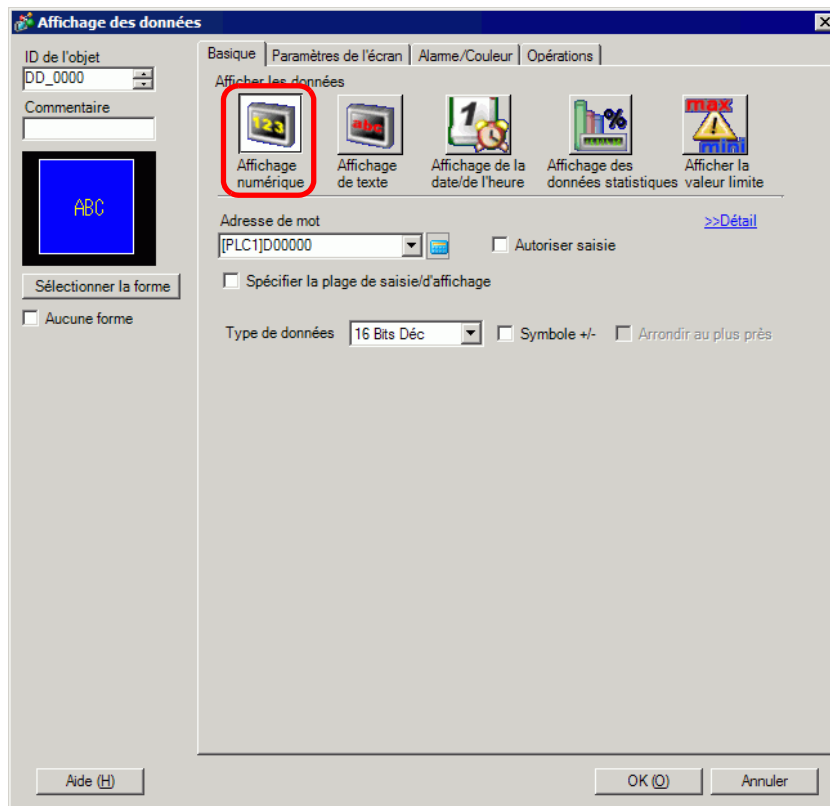 Affichage des données
ID de l'objet
DD_0000
Commentaire
ABC
Sélectionner la forme
Aucune forme
Basique
Paramètres de l'écran
Alarme/Couleur
Opérations
Afficher les données
123
abc
1
%
max
mini
Affichage
numérique
Affichage
de texte
Affichage de la
date/de l'heure
Affichage des
données statistiques
Afficher la
valeur limite
Adresse de mot
>>Détail
[PLC1]D00000
Autoriser saisie
Spécifier la plage de saisie/d'affichage
Type de données
16 Bits Déc
Symbole +/-
Arrondir au plus près
Aide (H)
OK (O)
Annuler